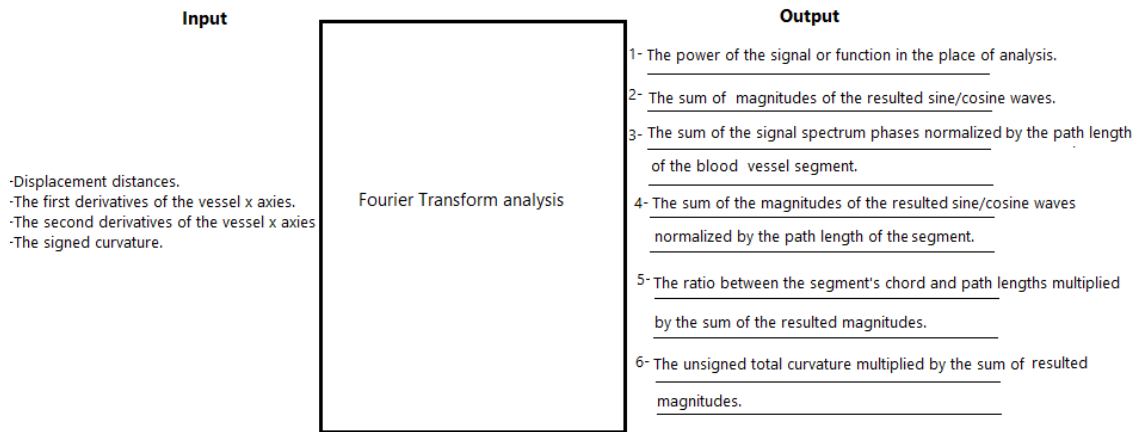 Input
Output
1- The power of the signal or function in the place of analysis.
2- The sum of magnitudes of the resulted sine/cosine waves.
3- The sum of the signal spectrum phases normalized by the path length
of the blood vessel segment.
-Displacement distances.
-The first derivatives of the vessel x axies.
-The second derivatives of the vessel x axies
-The signed curvature.
Fourier Transform analysis
4- The sum of the magnitudes of the resulted sine/cosine waves
normalized by the path length of the segment.
5- The ratio between the segment's chord and path lengths multiplied
by the sum of the resulted magnitudes.
6- The unsigned total curvature multiplied by the sum of resulted
magnitudes.